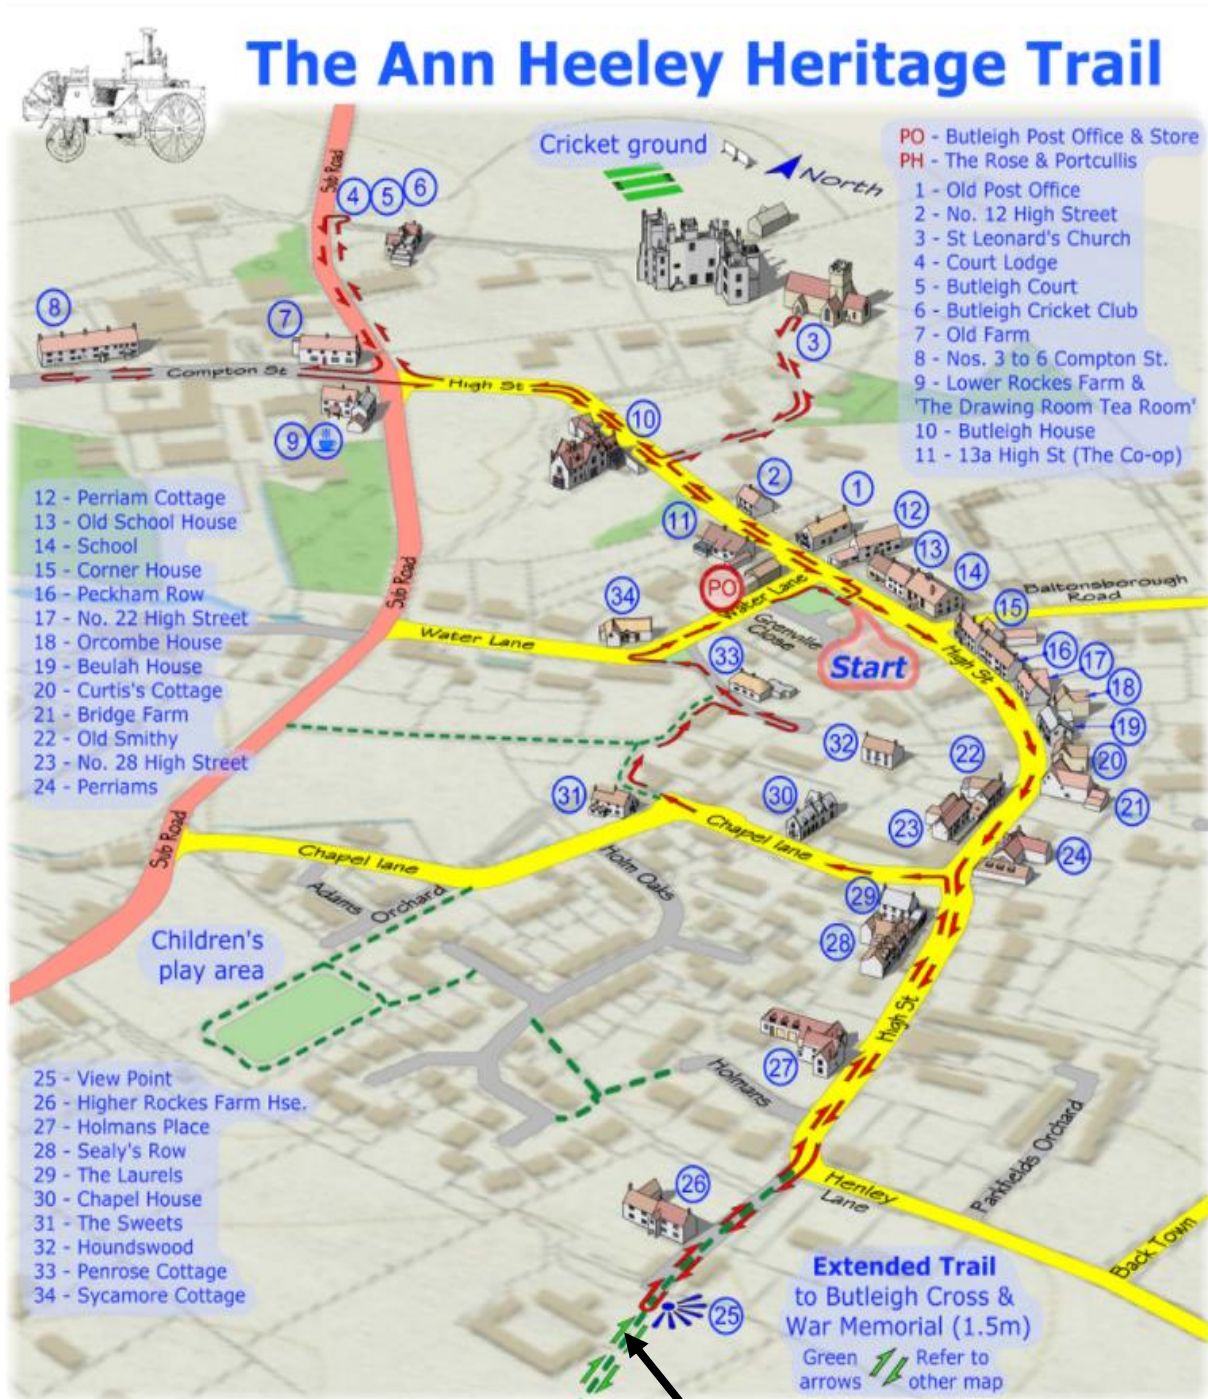 The Ann Heeley Heritage Trail
Cricket ground
North
PO - Butleigh Post Office & Store
PH - The Rose & Portcullis
1 - Old Post Office
2 - No. 12 High Street
3 - St Leonard's Church
4 - Court Lodge
5 - Butleigh Court
6 - Butleigh Cricket Club
7 - Old Farm
8 - Nos. 3 to 6 Compton St.
9 - Lower Rockes Farm &
'The Drawing Room Tea Room'
10 - Butleigh House
11 - 13a High St (The Co-op)
Sub Road
4 5 6
8
7
3
Compton St
High St
9
10
12 - Perriam Cottage
13 - Old School House
14 - School
15 - Corner House
16 - Peckham Row
17 - No. 22 High Street
18 - Orcombe House
19 - Beulah House
20 - Curtis's Cottage
21 - Bridge Farm
22 - Old Smithy
23 - No. 28 High Street
24 - Perriams
2
1
11
12
13
14
PO
Sub Road
34
Water Lane
Water Lane
Grenville
Close
Start
Baltonsborough
Road
15
High St
16
17
18
19
20
21
33
32
22
23
24
31
30
Sub Road
Chapel lane
Chapel lane
Adams Orchard
Holm Oaks
29
28
Children's
play area
High St
27
Holmans
Parkfields Orchard
25 - View Point
26 - Higher Rockes Farm Hse.
27 - Holmans Place
28 - Sealy's Row
29 - The Laurels
30 - Chapel House
31 - The Sweets
32 - Houndswood
33 - Penrose Cottage
34 - Sycamore Cottage
26
Henley
Lane
Back Town
25
Extended Trail
to Butleigh Cross &
War Memorial (1.5m)
Green arrows
Refer to other map